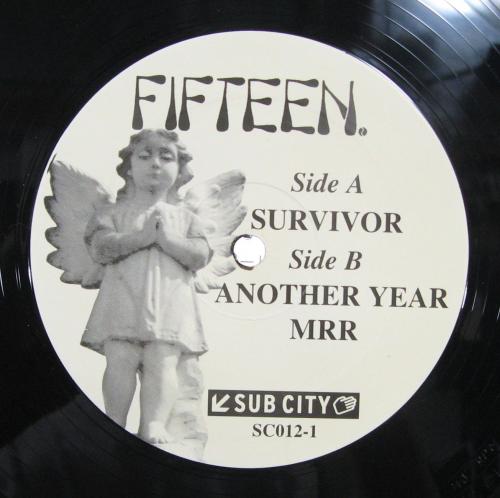 FIFTEEN.
Side A
SURVIVOR
Side B
ANOTHER YEAR
MRR
SUB CITY
SC012-1